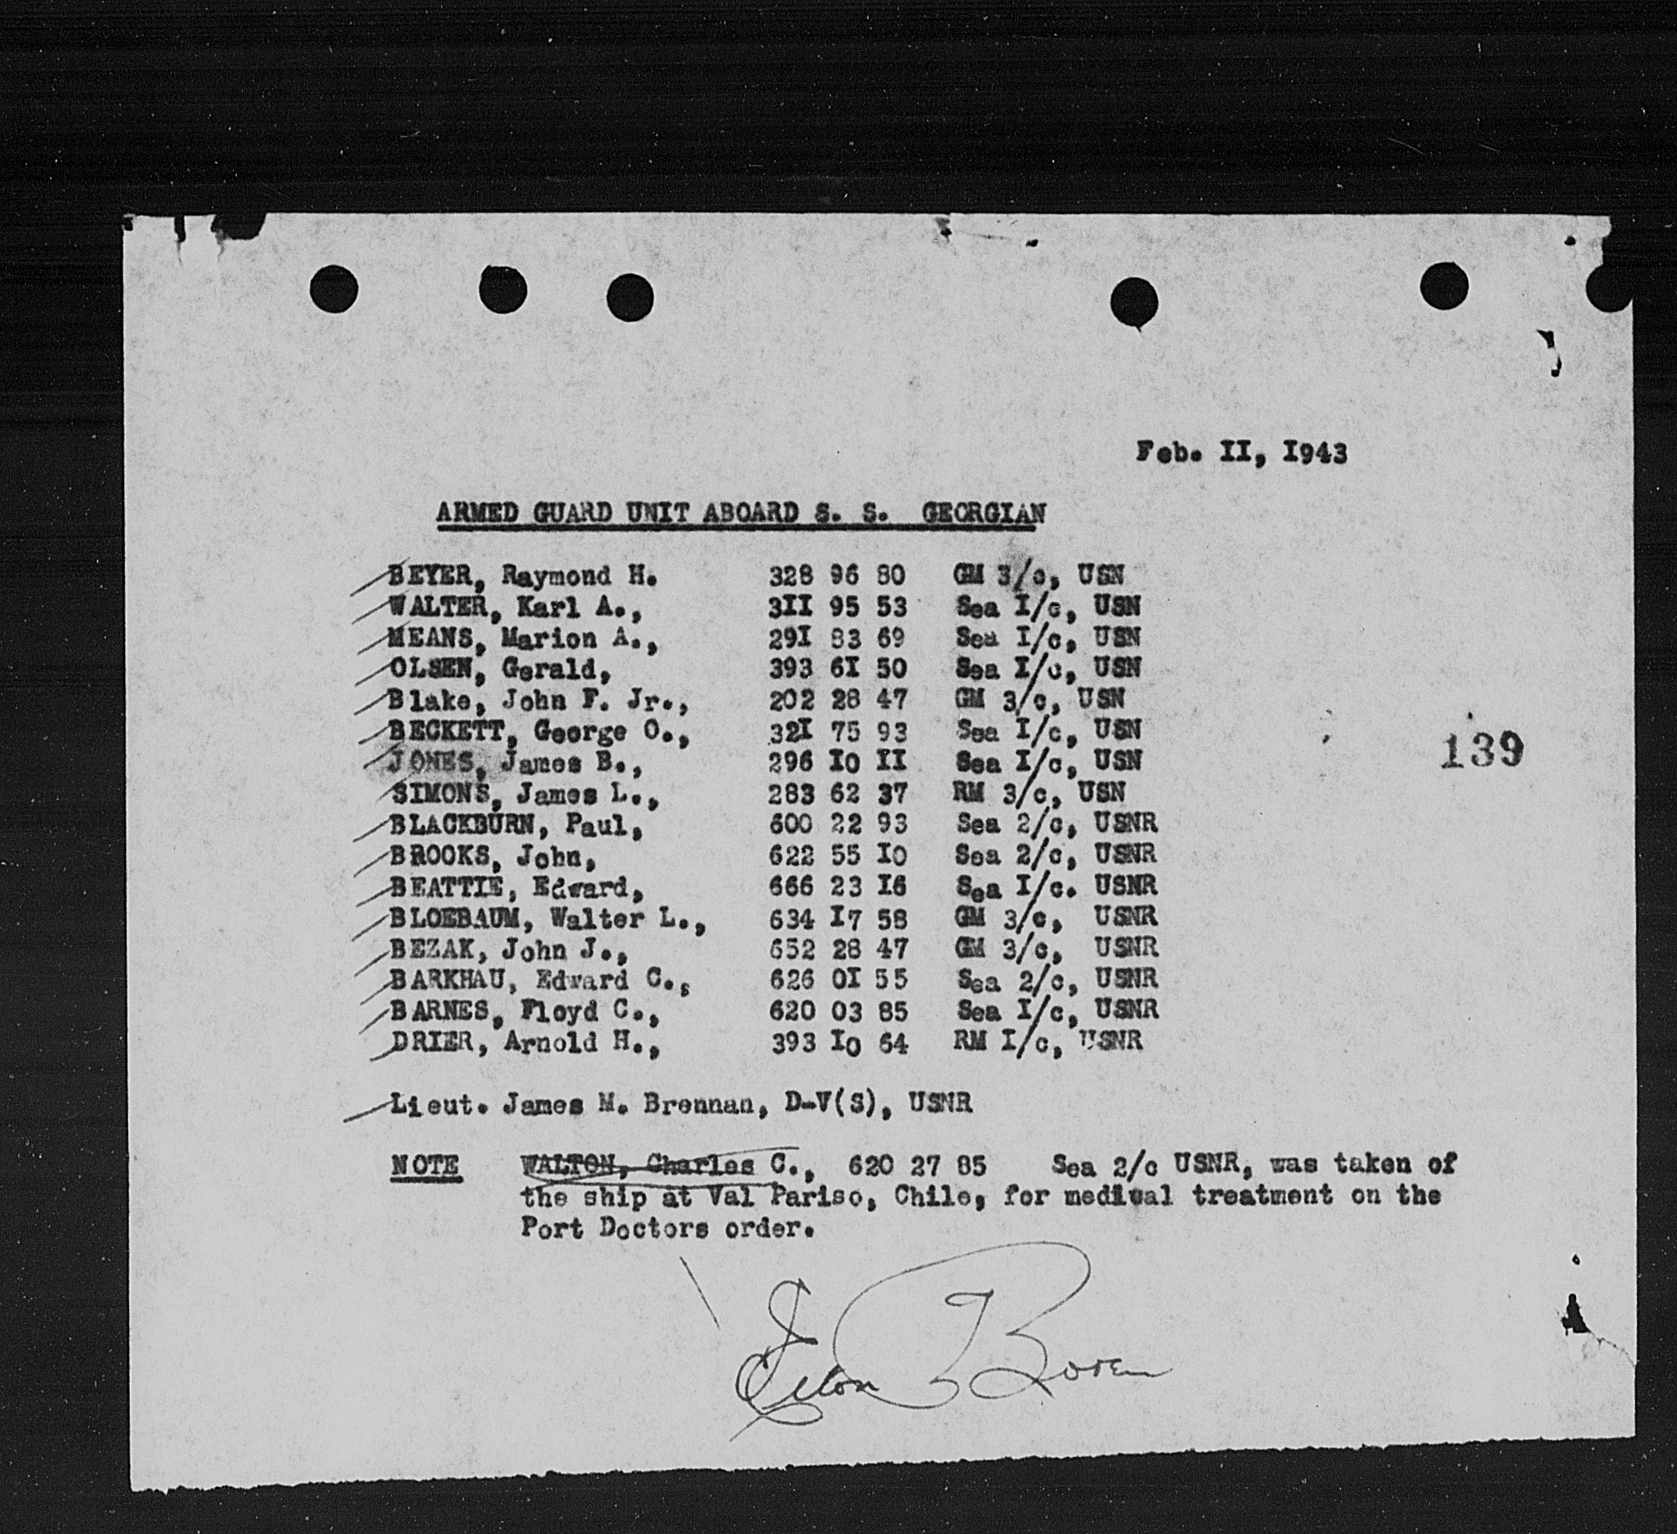 Feb. II, I943
ARMED GUARD UNIT ABOARD S. S. GEORGIAN
BEYER, Raymond H. 328 96 80 GM 3/c, USN
WALTER, Karl A., 3II 95 53 Sea I/c, USN
MEANS, Marion A., 29I 83 69 Sea I/c, USN
OLSEN, Gerald, 393 6I 50 Sea I/c, USN
Blake, John F. Jr., 202 28 47 GM 3/c, USN
BECKETT, George O., 32I 75 93 Sea I/c, USN
JONES, James B., 296 I0 II Sea I/c, USN
139
SIMONS, James L., 283 62 37 RM 3/c, USN
BLACKBURN, Paul, 600 22 93 Sea 2/c, USNR
BROOKS, John, 622 55 I0 Sea 2/c, USNR
BEATTIE, Edward, 666 23 I6 Sea I/c. USNR
BLOEBAUM, Walter L., 634 I7 58 GM 3/c, USNR
BEZAK, John J., 652 28 47 GM 3/c, USNR
BARKHAU, Edward C., 626 0I 55 Sea 2/c, USNR
BARNES, Floyd C., 620 03 85 Sea I/c, USNR
DRIER, Arnold H., 393 I0 64 RM I/c, USNR
Lieut. James M. Brennan, D-V(S), USNR
NOTE WALTON, Charles C., 620 27 85 Sea 2/c USNR, was taken of
the ship at Val Pariso, Chile, for medical treatment on the
Port Doctors order.